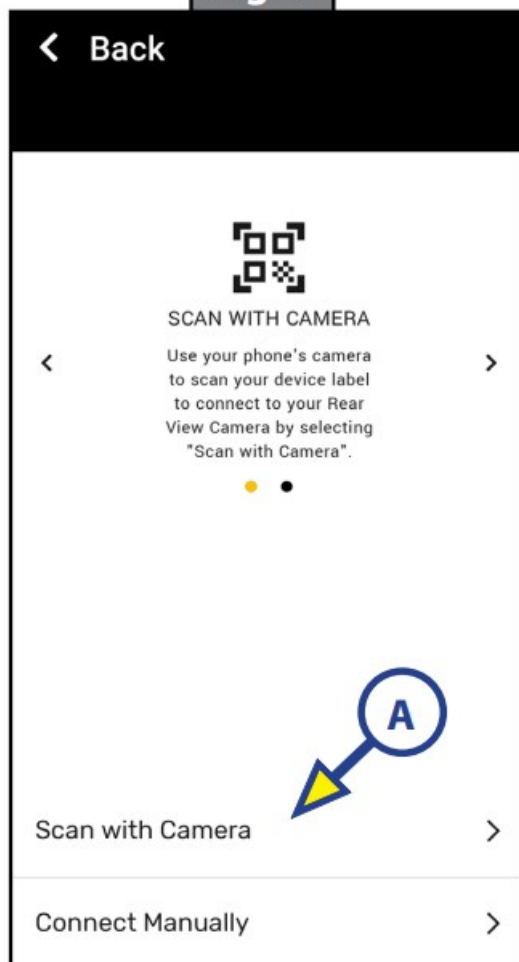 Back
SCAN WITH CAMERA
Use your phone's camera
to scan your device label
to connect to your Rear
View Camera by selecting
"Scan with Camera".
A
Scan with Camera
Connect Manually